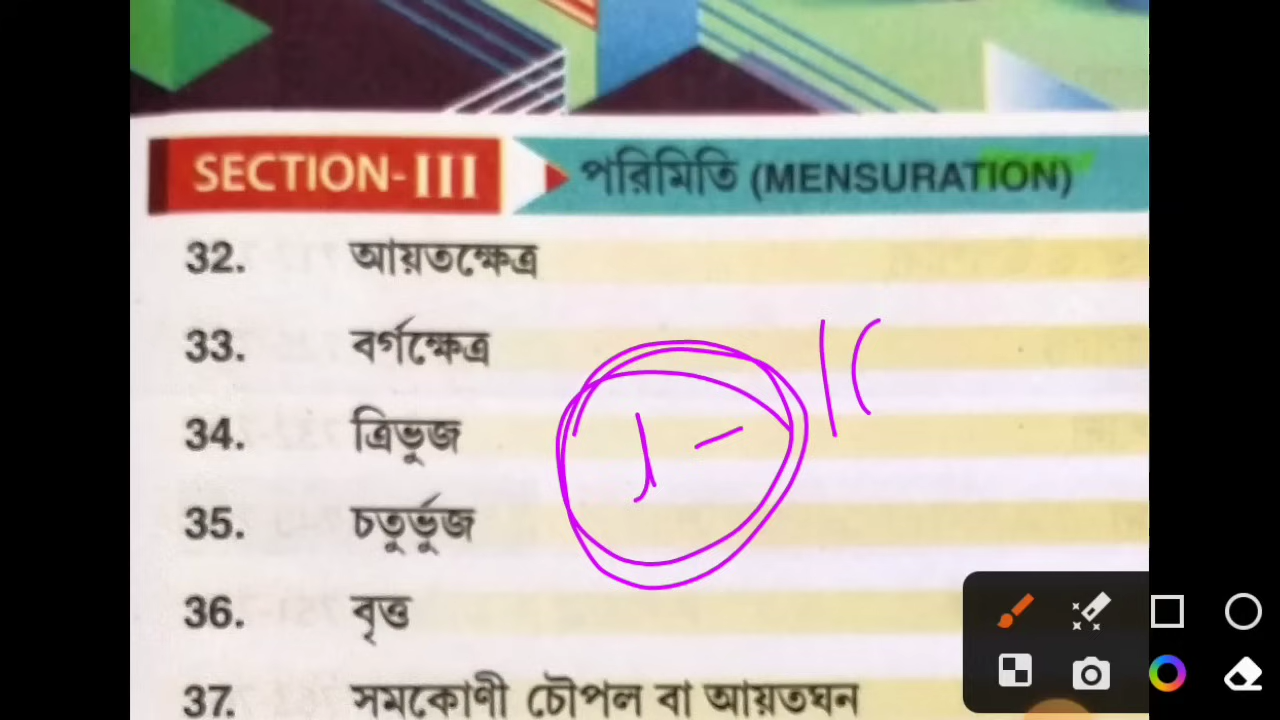 SECTION-III পরিমিতি (MENSURATION)
32. আয়তক্ষেত্র
33. বর্গক্ষেত্র
34. ত্রিভুজ
35. চতুর্ভুজ
36. বৃত্ত
37. সমকোণী চৌপল বা আয়তঘন